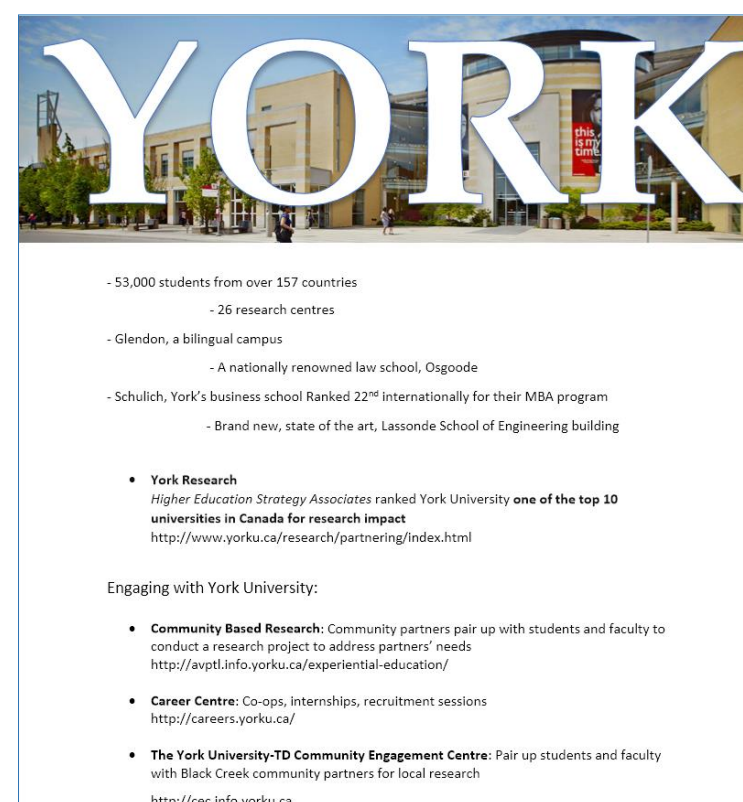 YORK
this
is my
time.
- 53,000 students from over 157 countries
- 26 research centres
- Glendon, a bilingual campus
- A nationally renowned law school, Osgoode
- Schulich, York's business school Ranked 22nd internationally for their MBA program
- Brand new, state of the art, Lassonde School of Engineering building
• York Research
Higher Education Strategy Associates ranked York University one of the top 10
universities in Canada for research impact
http://www.yorku.ca/research/partnering/index.html
Engaging with York University:
• Community Based Research: Community partners pair up with students and faculty to
conduct a research project to address partners' needs
http://avptl.info.yorku.ca/experiential-education/
• Career Centre: Co-ops, internships, recruitment sessions
http://careers.yorku.ca/
• The York University-TD Community Engagement Centre: Pair up students and faculty
with Black Creek community partners for local research
http://cec.info.yorku.ca